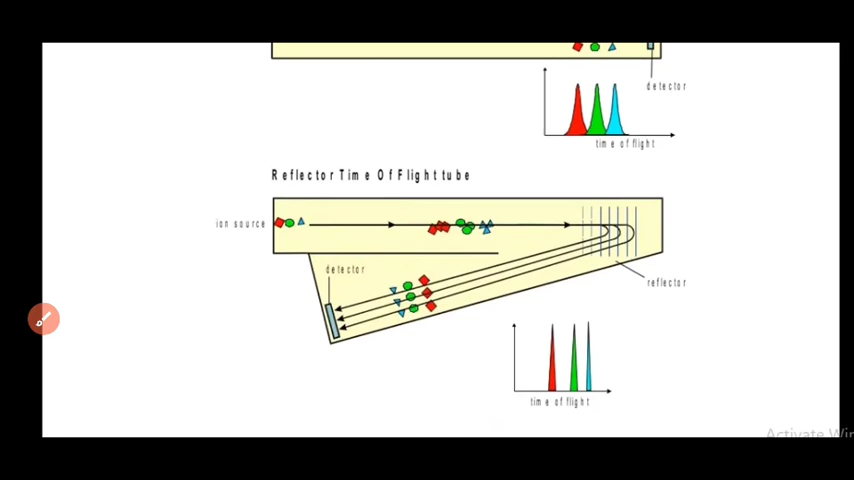 detector
time of flight
Reflector Time Of Flight tube
ion source
detector
reflector
time of flight
Activate Win